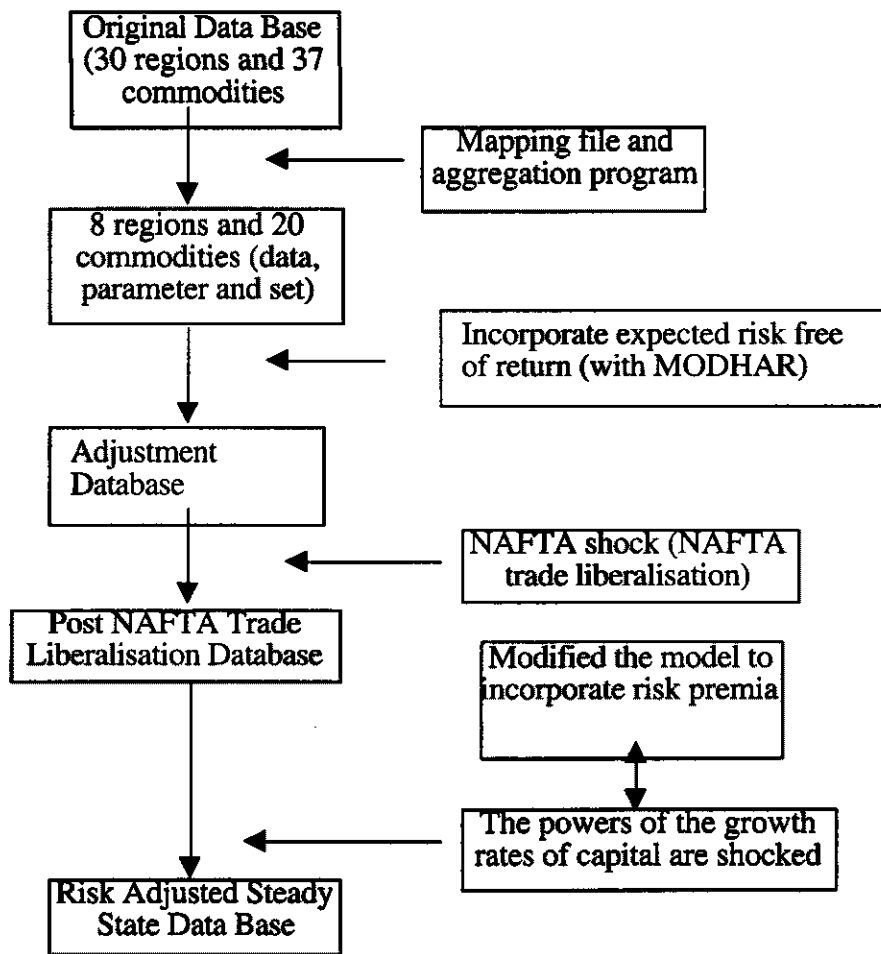 Original Data Base
(30 regions and 37
commodities
Mapping file and
aggregation program
8 regions and 20
commodities (data,
parameter and set)
Incorporate expected risk free
of return (with MODHAR)
Adjustment
Database
NAFTA shock (NAFTA
trade liberalisation)
Post NAFTA Trade
Liberalisation Database
Modified the model to
incorporate risk premia
The powers of the growth
rates of capital are shocked
Risk Adjusted Steady
State Data Base